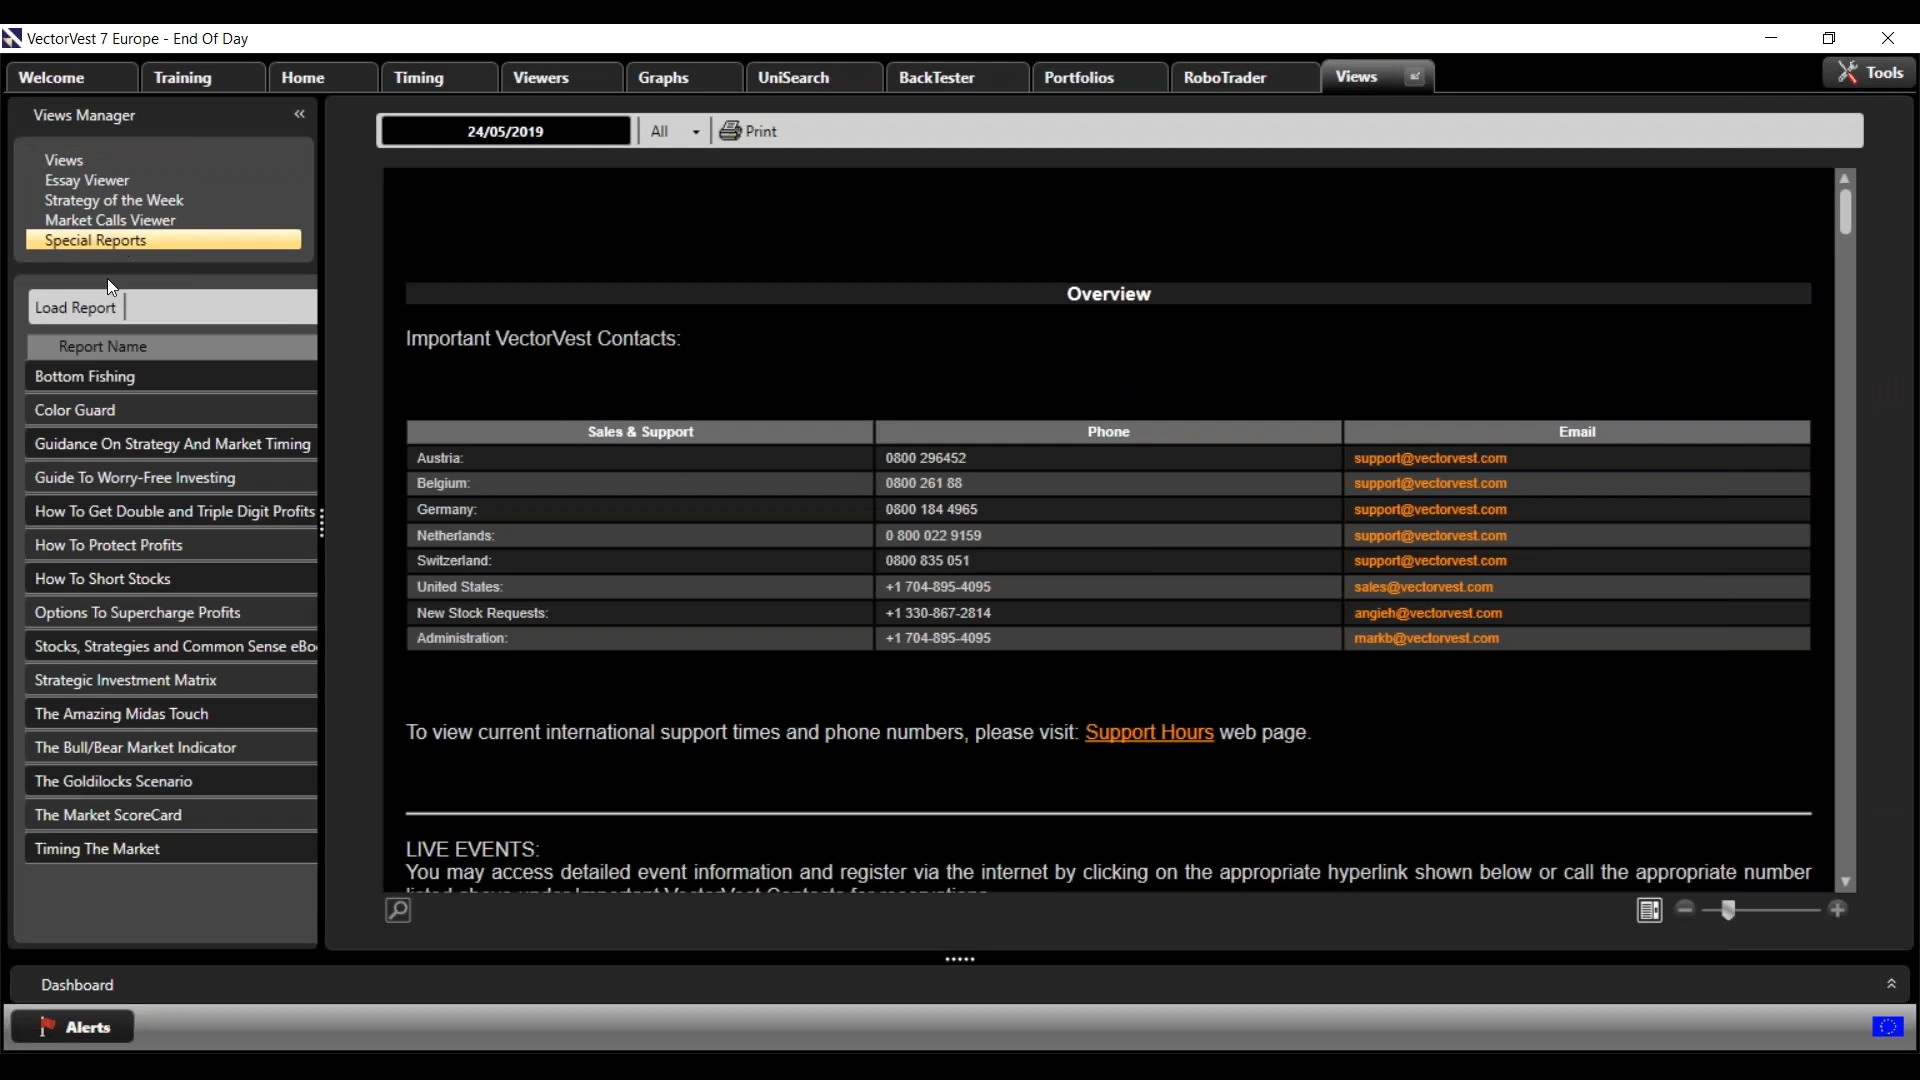 VectorVest 7 Europe - End Of Day
Welcome
Training
Home
Timing
Viewers
Graphs
UniSearch
BackTester
Portfolios
RoboTrader
Views
Tools
Views Manager
Views
Essay Viewer
Strategy of the Week
Market Calls Viewer
Special Reports
Load Report
Report Name
Bottom Fishing
Color Guard
Guidance On Strategy And Market Timing
Guide To Worry-Free Investing
How To Get Double and Triple Digit Profits
How To Protect Profits
How To Short Stocks
Options To Supercharge Profits
Stocks, Strategies and Common Sense eBo
Strategic Investment Matrix
The Amazing Midas Touch
The Bull/Bear Market Indicator
The Goldilocks Scenario
The Market ScoreCard
Timing The Market
24/05/2019 All Print
Overview
Important VectorVest Contacts:
Sales & Support Phone Email
Austria: 0800 296452 support@vectorvest.com
Belgium: 0800 261 88 support@vectorvest.com
Germany: 0800 184 4965 support@vectorvest.com
Netherlands: 0 800 022 9159 support@vectorvest.com
Switzerland: 0800 835 051 support@vectorvest.com
United States: +1 704-895-4095 sales@vectorvest.com
New Stock Requests: +1 330-867-2814 angieh@vectorvest.com
Administration: +1 704-895-4095 markb@vectorvest.com
To view current international support times and phone numbers, please visit: Support Hours web page.
LIVE EVENTS:
You may access detailed event information and register via the internet by clicking on the appropriate hyperlink shown below or call the appropriate number
Dashboard
Alerts